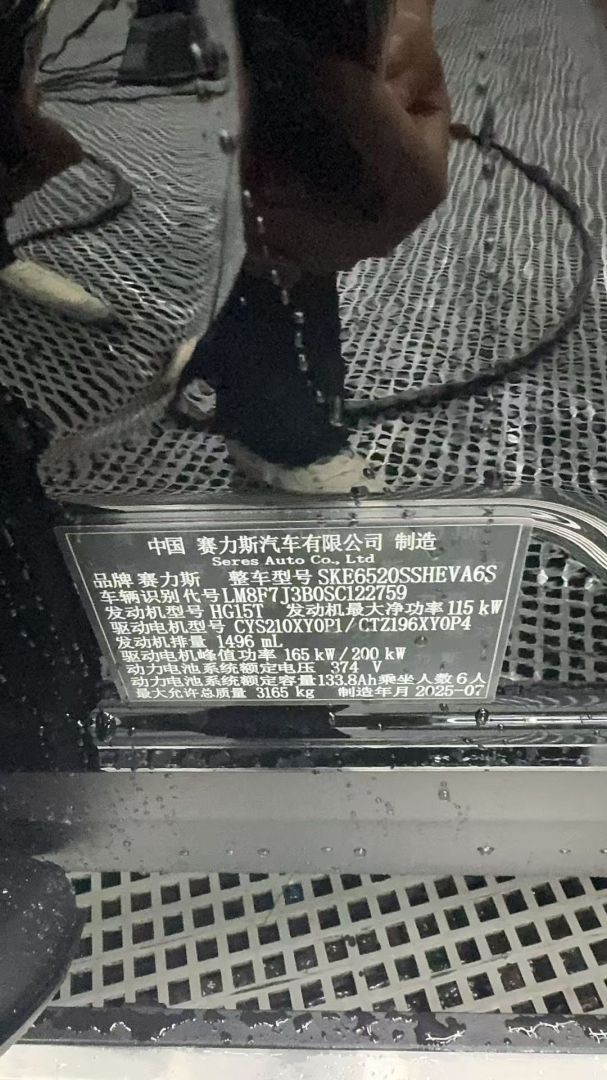 中国 赛力斯汽车有限公司 制造
Seres Auto Co., Ltd
品牌 赛力斯 整车型号 SKE6520SSHEVA6S
车辆识别代号 LM8F7J3B0SC122759
发动机型号 HG15T 发动机最大净功率 115 kW
驱动电机型号 CYS210XY0P1/CTZ196XY0P4
发动机排量 1496 mL
驱动电机峰值功率 165 kW/200 kW
动力电池系统额定电压 374 V
动力电池系统额定容量 133.8Ah 乘坐人数 6人
最大允许总质量 3165 kg 制造年月 2025-07